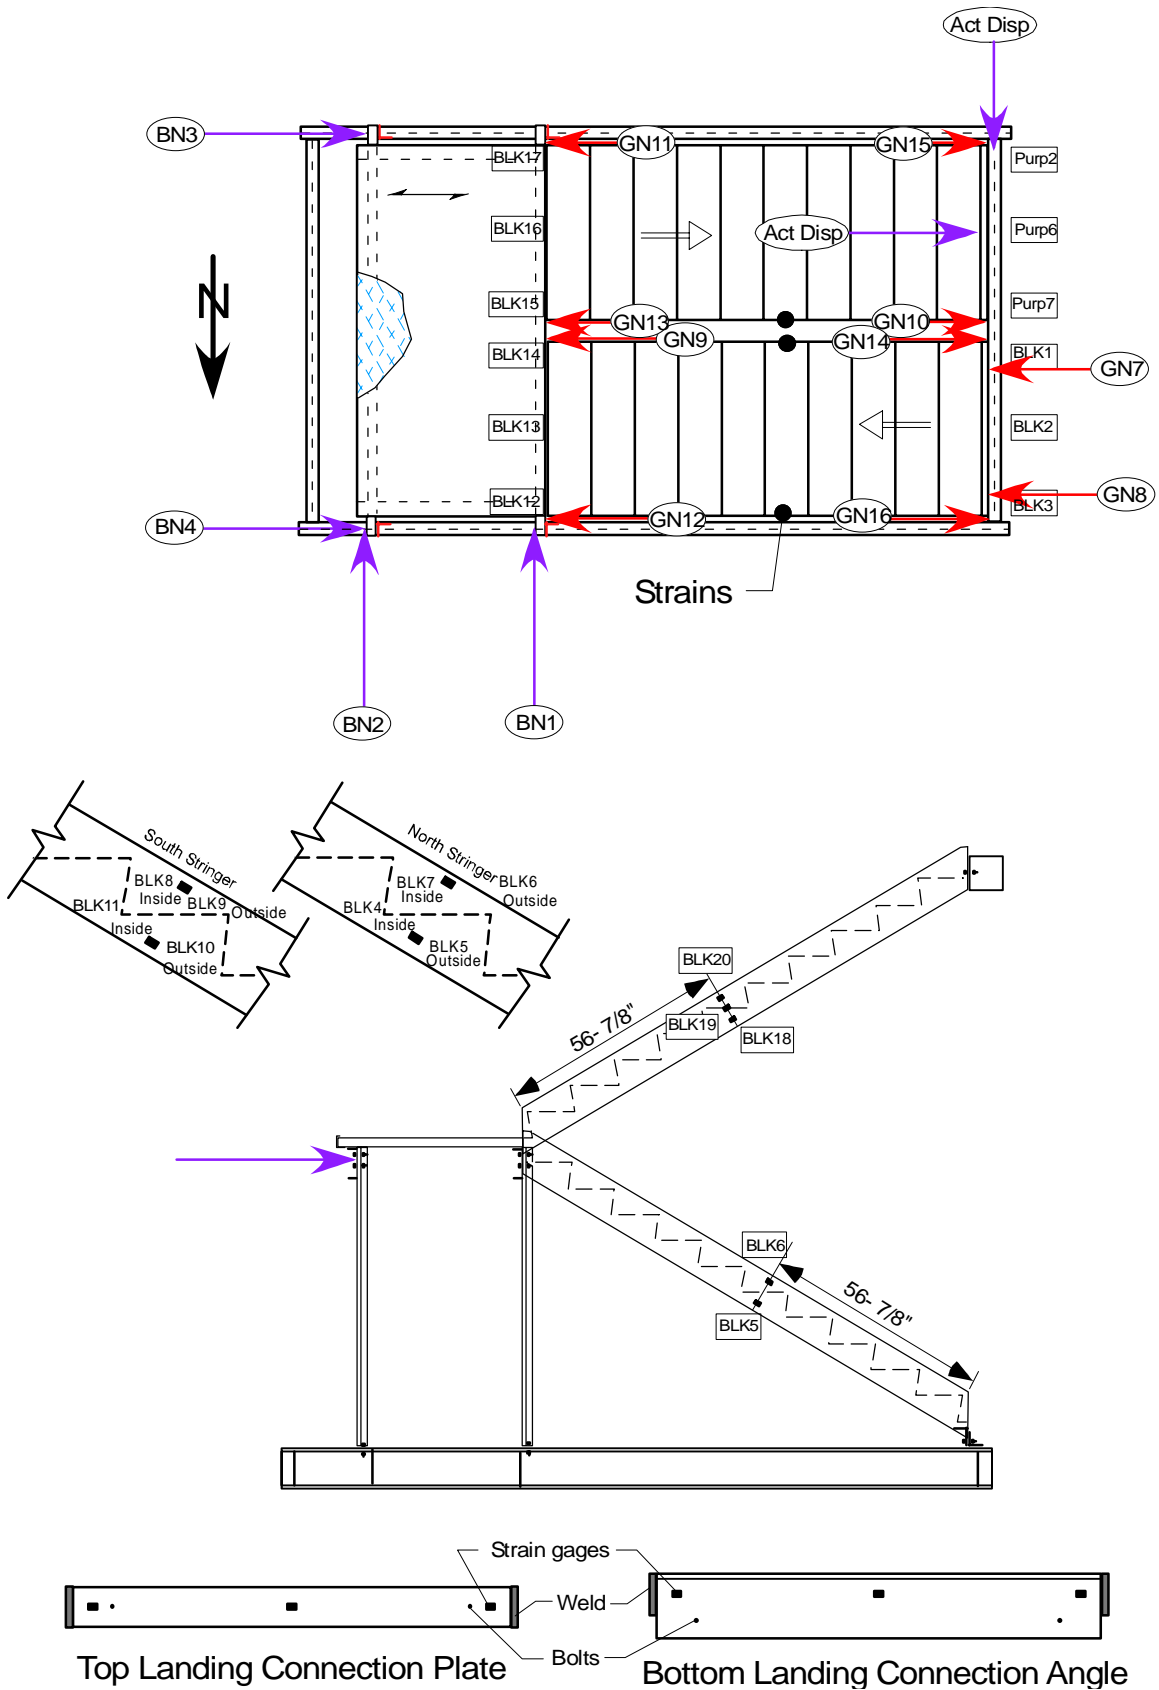 Act Disp
BN3
GN11
GN15
BLK17
Purp2
BLK16
Act Disp
Purp6
N
BLK15
Purp7
GN13
GN10
GN9
GN14
BLK14
BLK1
GN7
BLK13
BLK2
BLK12
BLK3
GN8
BN4
GN12
GN16
Strains
BN2
BN1
South Stringer
BLK8
Inside
BLK9
Outside
BLK11
Inside
BLK10
Outside
North Stringer
BLK7
Inside
BLK6
Outside
BLK4
Inside
BLK5
Outside
BLK20
56- 7/8"
BLK19
BLK18
BLK6
56- 7/8"
BLK5
Strain gages
Weld
Bolts
Top Landing Connection Plate
Bottom Landing Connection Angle